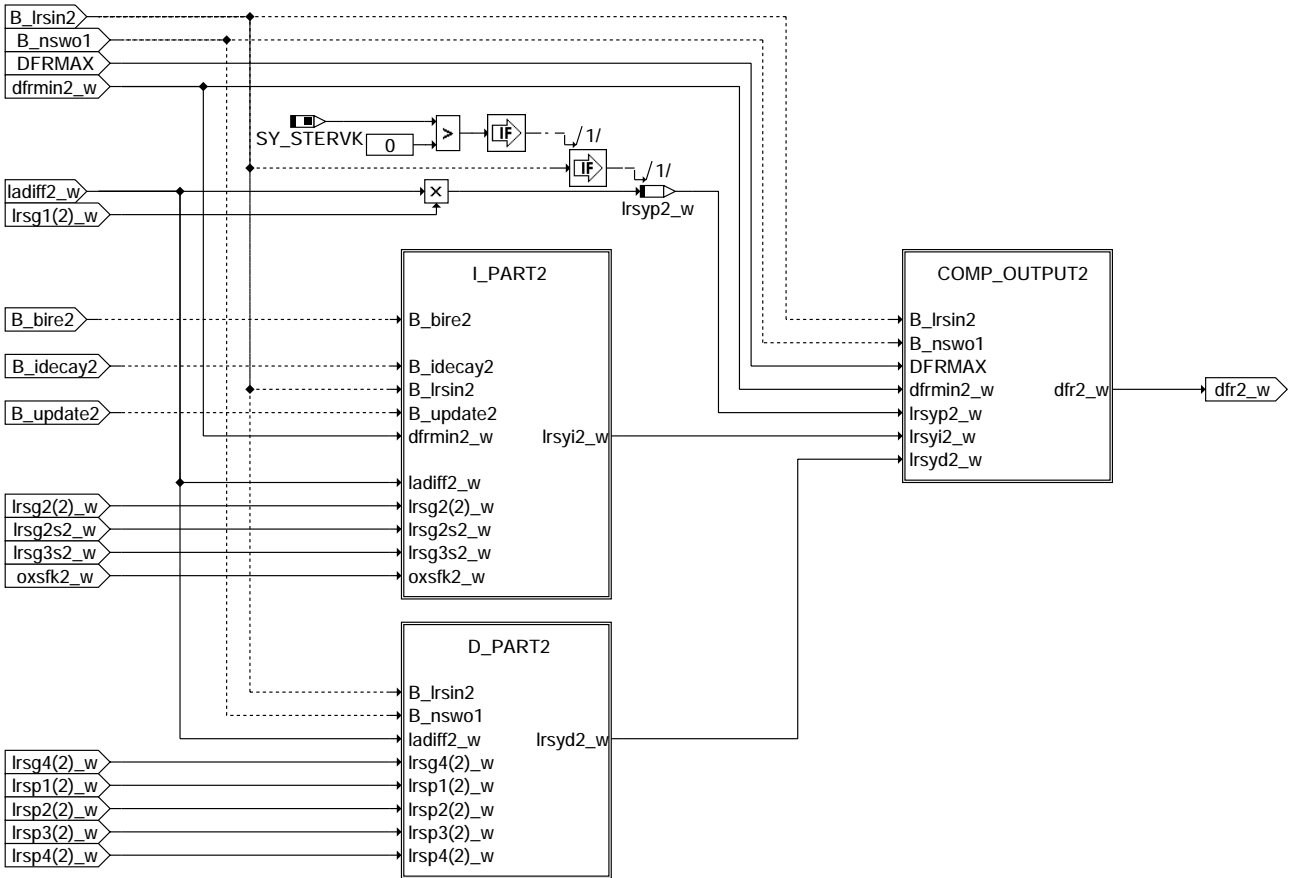 B_lrsin2
B_nswo1
DFRMAX
dfrmin2_w
SY_STERVK
0
>
IF
/1/
IF
/1/
ladiff2_w
lrsg1(2)_w
×
lrsyp2_w
I_PART2
B_bire2
B_bire2
B_idecay2
B_idecay2
B_lrsin2
B_update2
B_update2
dfrmin2_w
lrsyi2_w
ladiff2_w
lrsg2(2)_w
lrsg2(2)_w
lrsg2s2_w
lrsg2s2_w
lrsg3s2_w
lrsg3s2_w
oxsfk2_w
oxsfk2_w
COMP_OUTPUT2
B_lrsin2
B_nswo1
DFRMAX
dfrmin2_w
dfr2_w
dfr2_w
lrsyp2_w
lrsyi2_w
lrsyd2_w
D_PART2
B_lrsin2
B_nswo1
ladiff2_w
lrsyd2_w
lrsg4(2)_w
lrsg4(2)_w
lrsp1(2)_w
lrsp1(2)_w
lrsp2(2)_w
lrsp2(2)_w
lrsp3(2)_w
lrsp3(2)_w
lrsp4(2)_w
lrsp4(2)_w